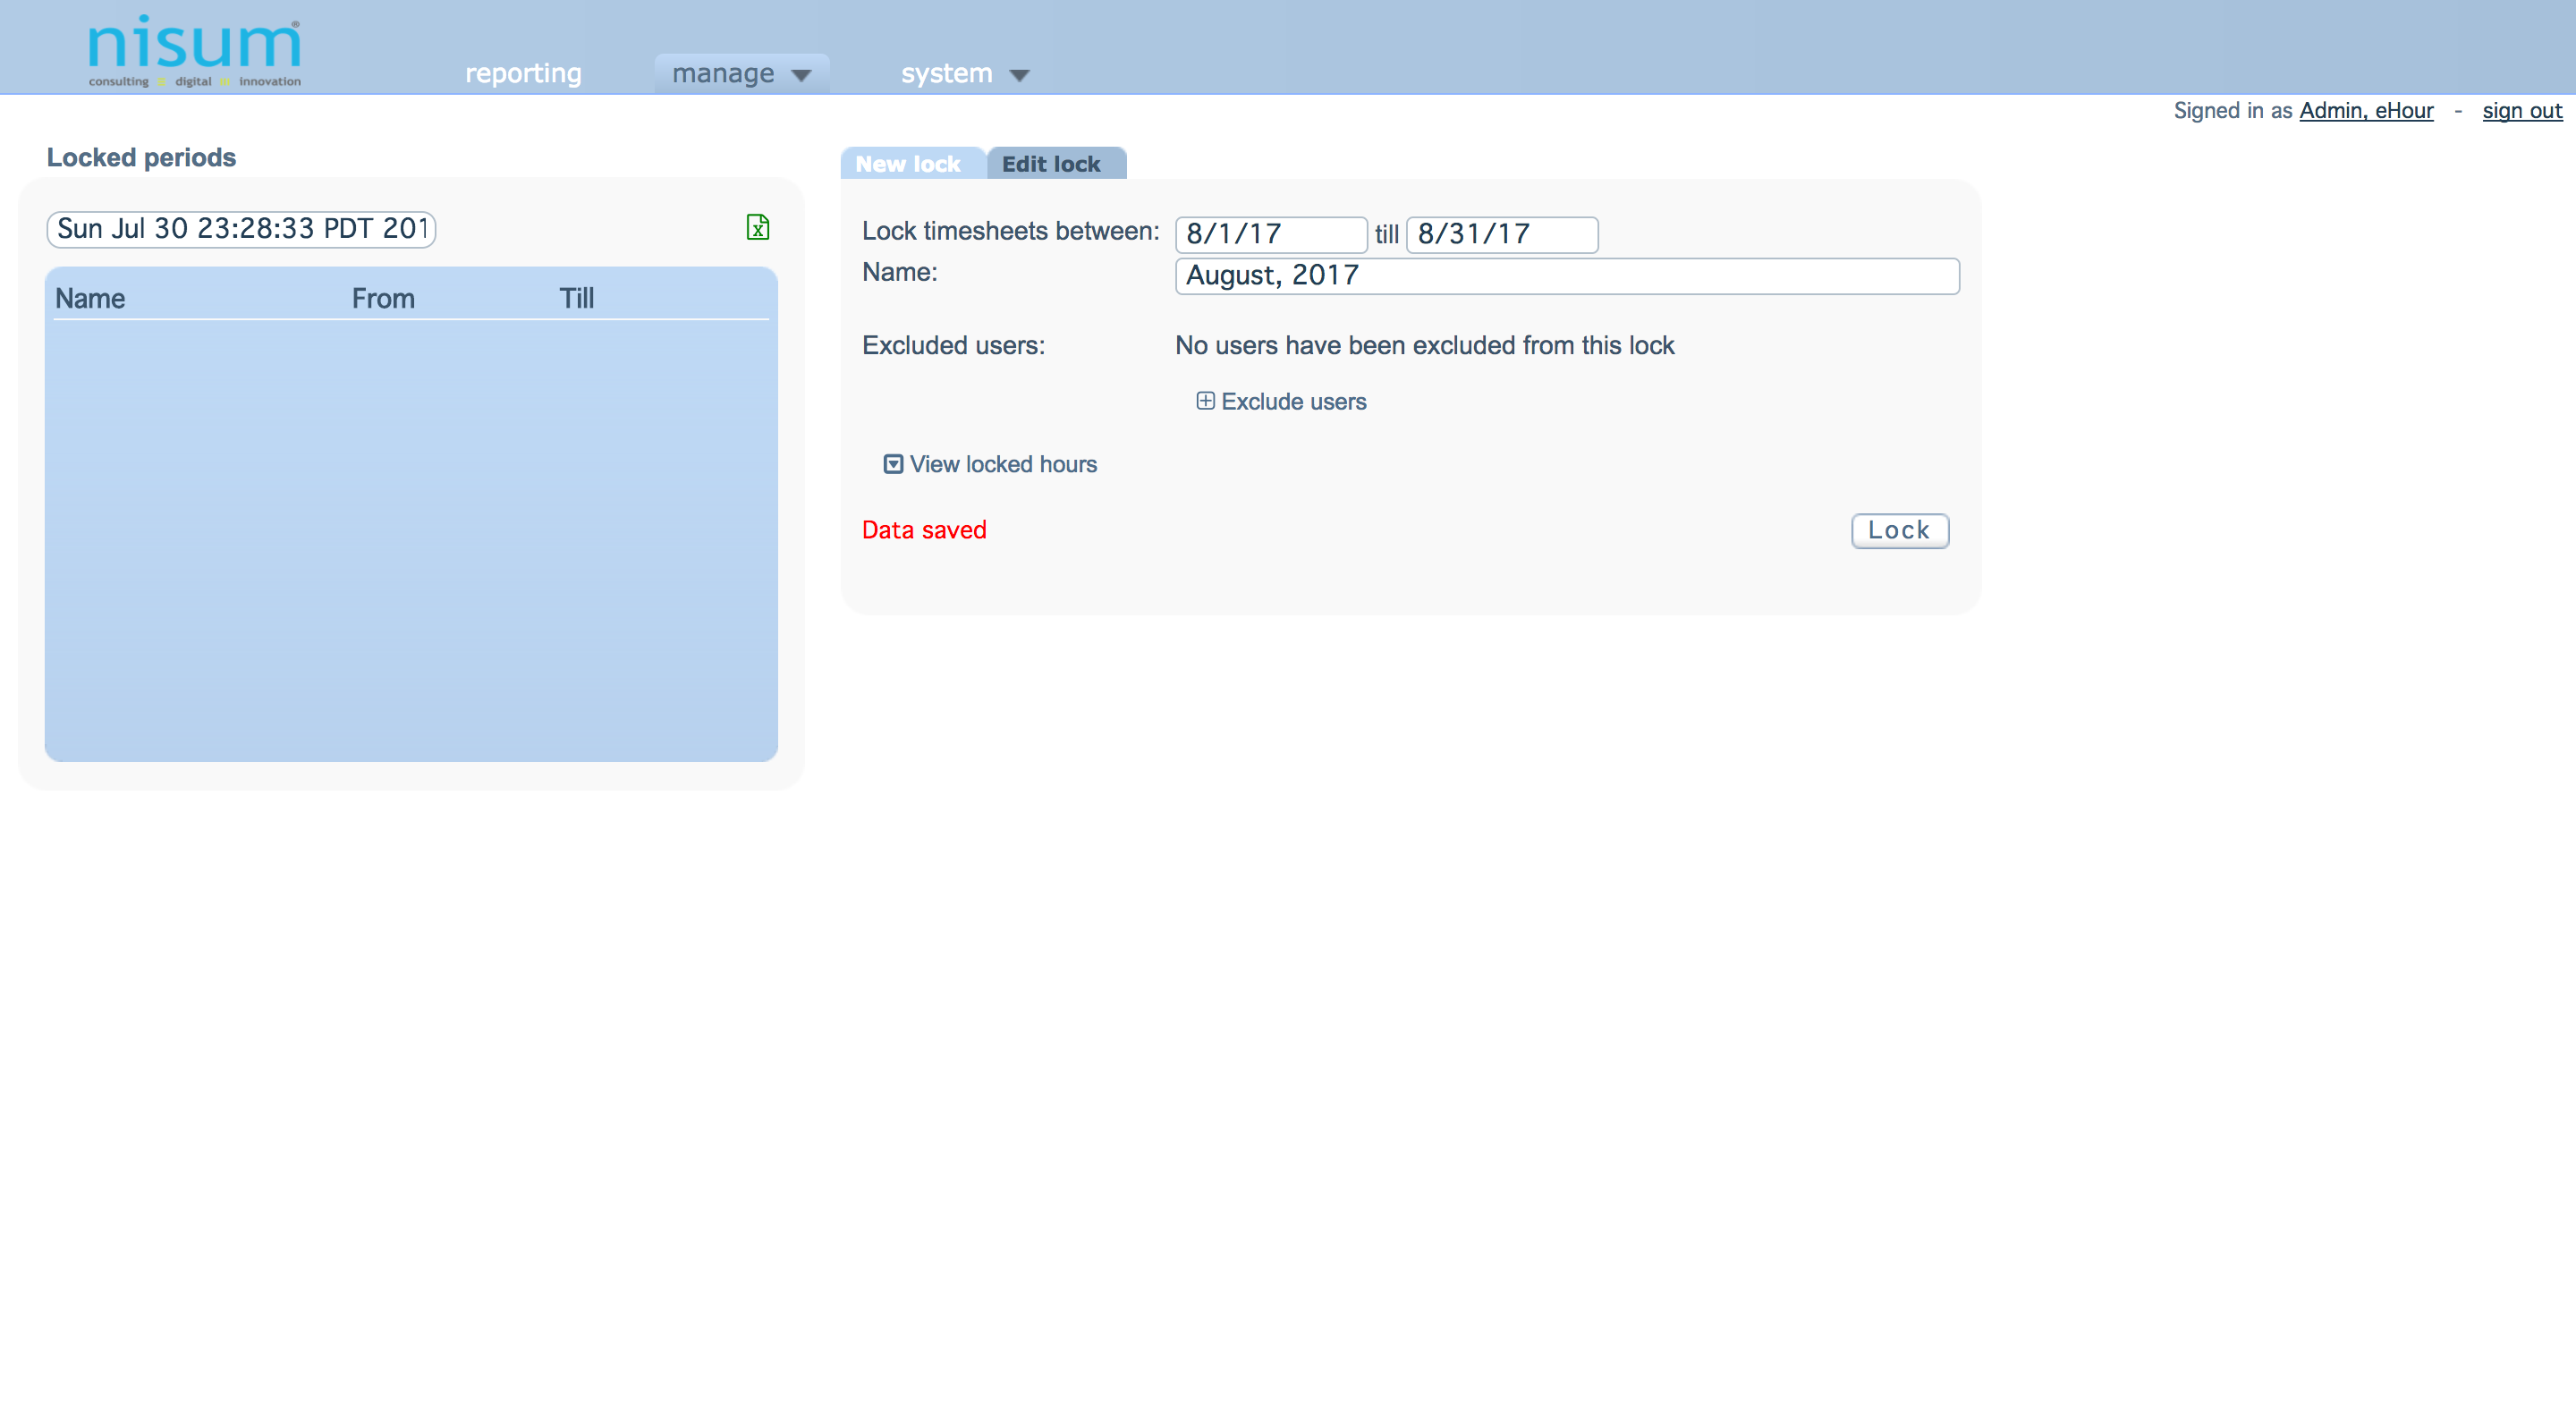 nisum®
consulting digital innovation
reporting
manage
system
Signed in as Admin, eHour - sign out
Locked periods
Sun Jul 30 23:28:33 PDT 201
Name From Till
New lock Edit lock
Lock timesheets between: 8/1/17 till 8/31/17
Name: August, 2017
Excluded users: No users have been excluded from this lock
Exclude users
View locked hours
Data saved
Lock